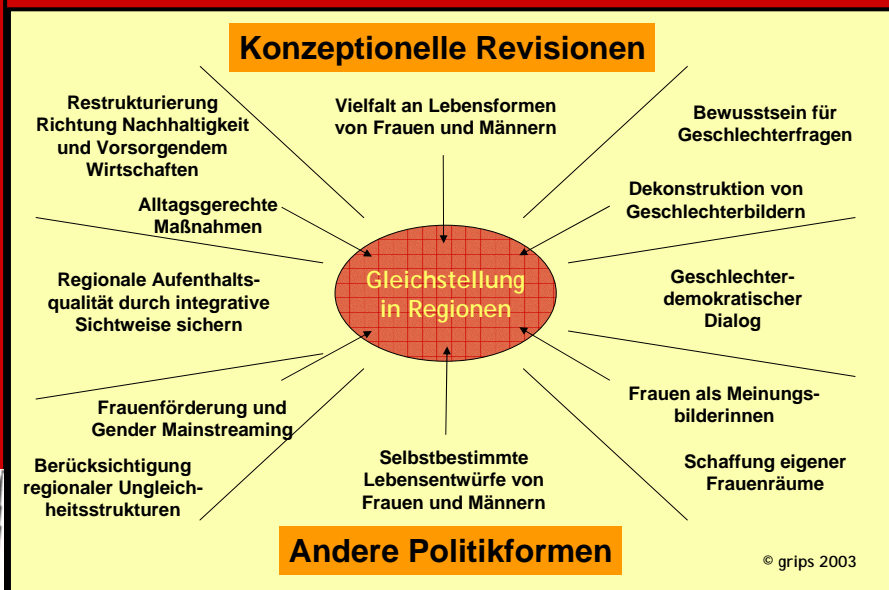 Konzeptionelle Revisionen
Restrukturierung
Richtung Nachhaltigkeit
und Vorsorgendem
Wirtschaften
Vielfalt an Lebensformen
von Frauen und Männern
Bewusstsein für
Geschlechterfragen
Alltagsgerechte
Maßnahmen
Dekonstruktion von
Geschlechterbildern
Regionale Aufenthalts-
qualität durch integrative
Sichtweise sichern
Gleichstellung
in Regionen
Geschlechter-
demokratischer
Dialog
Frauenförderung und
Gender Mainstreaming
Frauen als Meinungs-
bilderinnen
Berücksichtigung
regionaler Ungleich-
heitsstrukturen
Selbstbestimmte
Lebensentwürfe von
Frauen und Männern
Schaffung eigener
Frauenräume
Andere Politikformen
© grips 2003